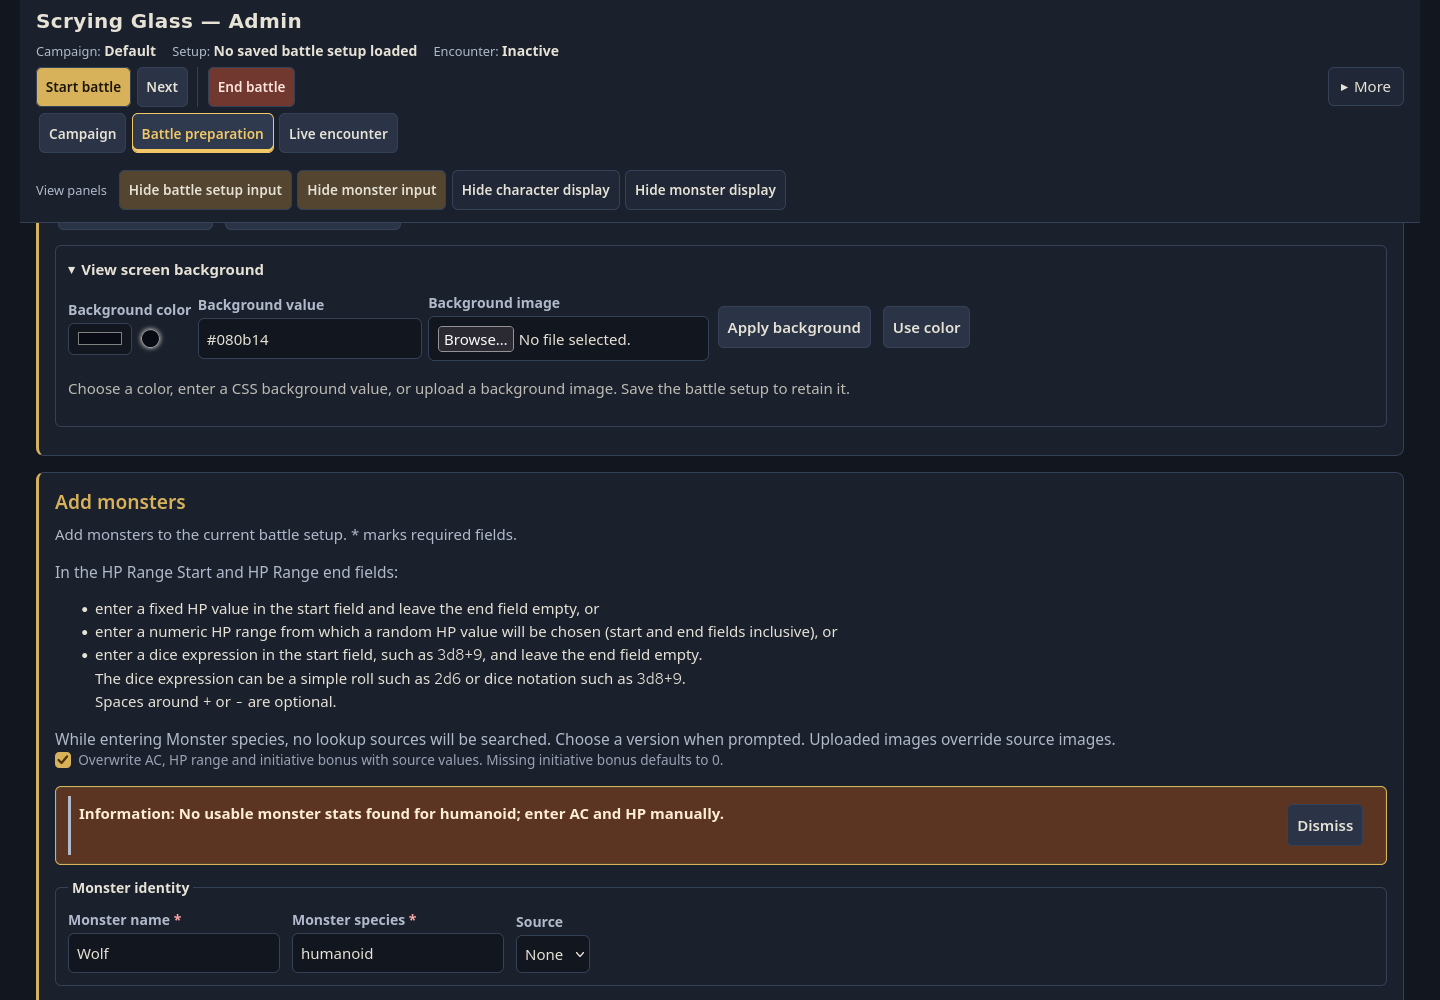 Scrying Glass — Admin
Campaign: Default Setup: No saved battle setup loaded Encounter: Inactive
Start battle Next End battle ▸ More
Campaign Battle preparation Live encounter
View panels Hide battle setup input Hide monster input Hide character display Hide monster display
▾ View screen background
Background color Background value Background image
#080b14 Browse... No file selected. Apply background Use color
Choose a color, enter a CSS background value, or upload a background image. Save the battle setup to retain it.
Add monsters
Add monsters to the current battle setup. * marks required fields.
In the HP Range Start and HP Range end fields:
• enter a fixed HP value in the start field and leave the end field empty, or
• enter a numeric HP range from which a random HP value will be chosen (start and end fields inclusive), or
• enter a dice expression in the start field, such as 3d8+9, and leave the end field empty.
The dice expression can be a simple roll such as 2d6 or dice notation such as 3d8+9.
Spaces around + or - are optional.
While entering Monster species, no lookup sources will be searched. Choose a version when prompted. Uploaded images override source images.
Overwrite AC, HP range and initiative bonus with source values. Missing initiative bonus defaults to 0.
Information: No usable monster stats found for humanoid; enter AC and HP manually.
Dismiss
Monster identity
Monster name * Monster species * Source
Wolf humanoid None